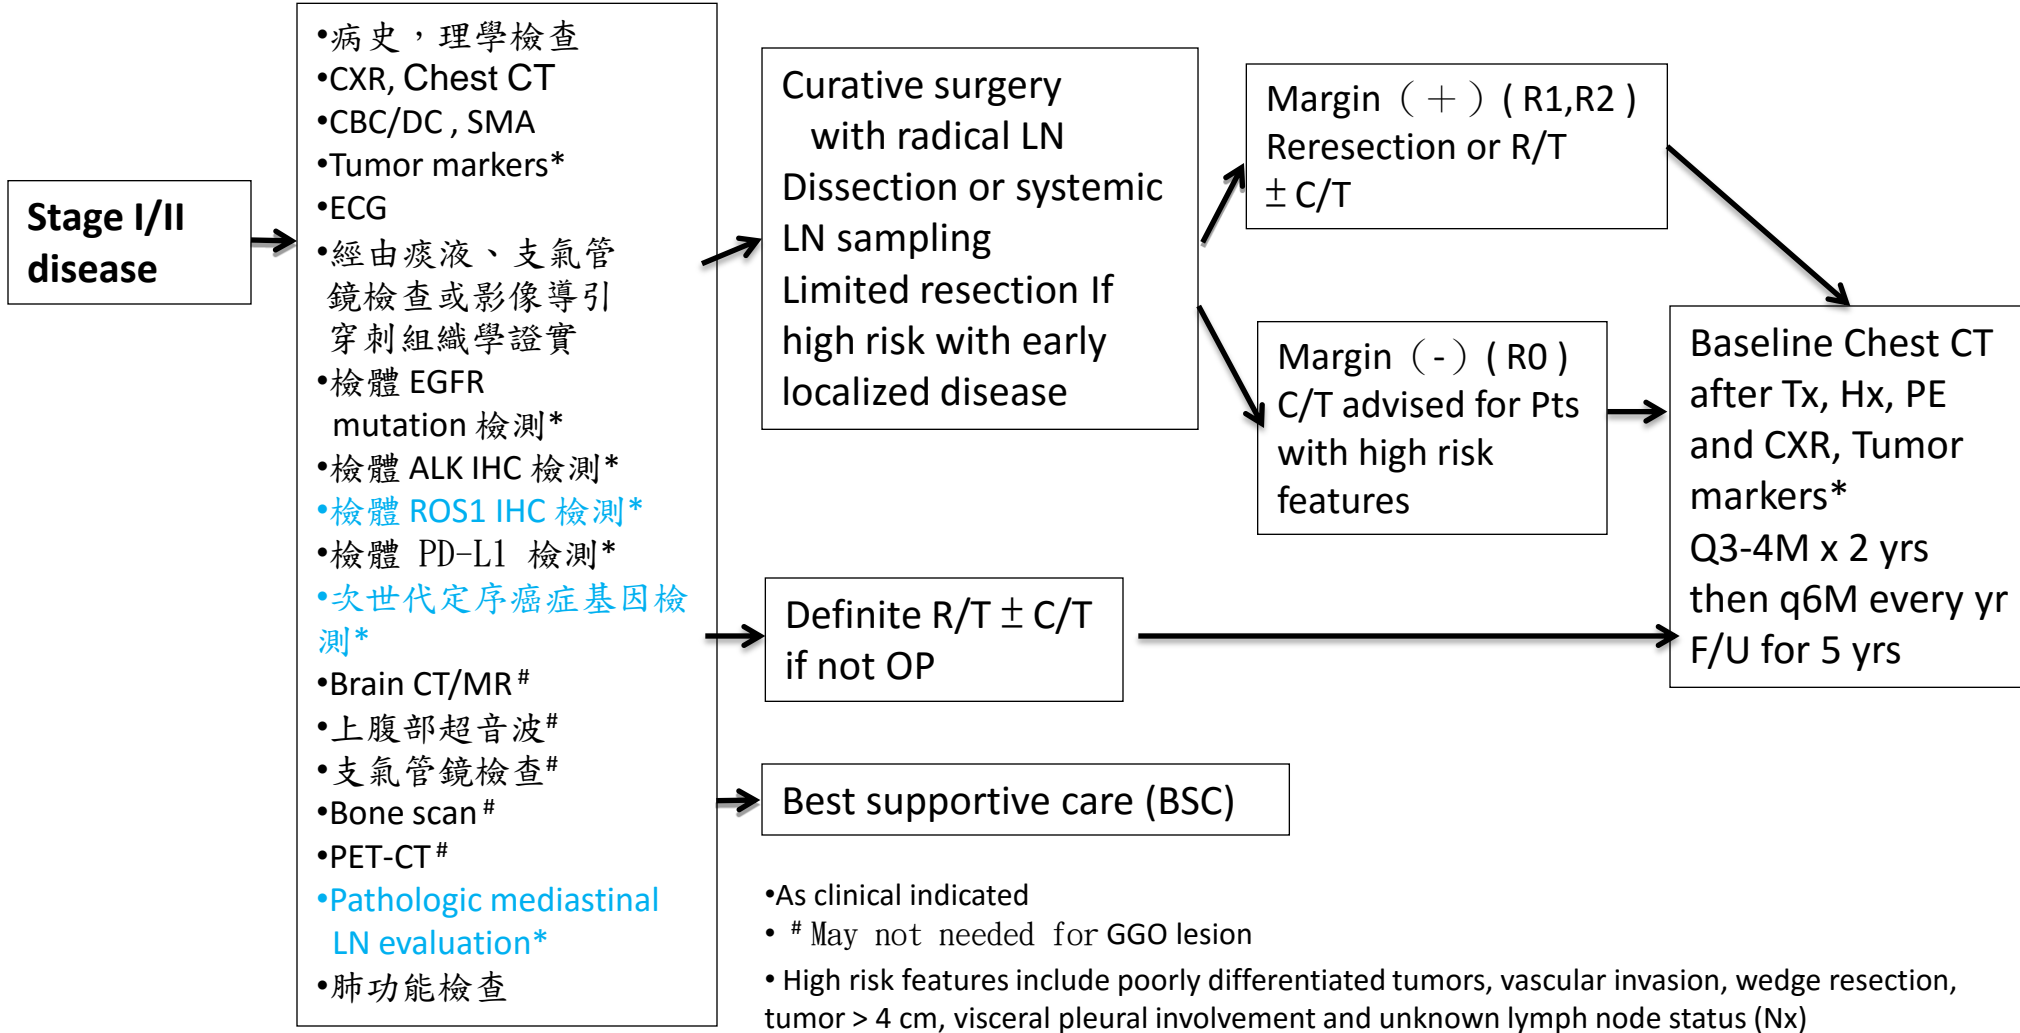 Stage I/II
disease
•病史，理學檢查
•CXR, Chest CT
•CBC/DC , SMA
•Tumor markers*
•ECG
•經由痰液、支氣管
鏡檢查或影像導引
穿刺組織學證實
•檢體 EGFR
mutation 檢測*
•檢體 ALK IHC 檢測*
•檢體 ROS1 IHC 檢測*
•檢體 PD-L1 檢測*
•次世代定序癌症基因檢
測*
•Brain CT/MR #
•上腹部超音波#
•支氣管鏡檢查#
•Bone scan #
•PET-CT #
•Pathologic mediastinal
LN evaluation*
•肺功能檢查
Curative surgery
with radical LN
Dissection or systemic
LN sampling
Limited resection If
high risk with early
localized disease
Definite R/T ± C/T
if not OP
Best supportive care (BSC)
Margin（＋）( R1,R2 )
Reresection or R/T
± C/T
Margin（-）( R0 )
C/T advised for Pts
with high risk
features
Baseline Chest CT
after Tx, Hx, PE
and CXR, Tumor
markers*
Q3-4M x 2 yrs
then q6M every yr
F/U for 5 yrs
•As clinical indicated
• # May not needed for GGO lesion
• High risk features include poorly differentiated tumors, vascular invasion, wedge resection,
tumor > 4 cm, visceral pleural involvement and unknown lymph node status (Nx)